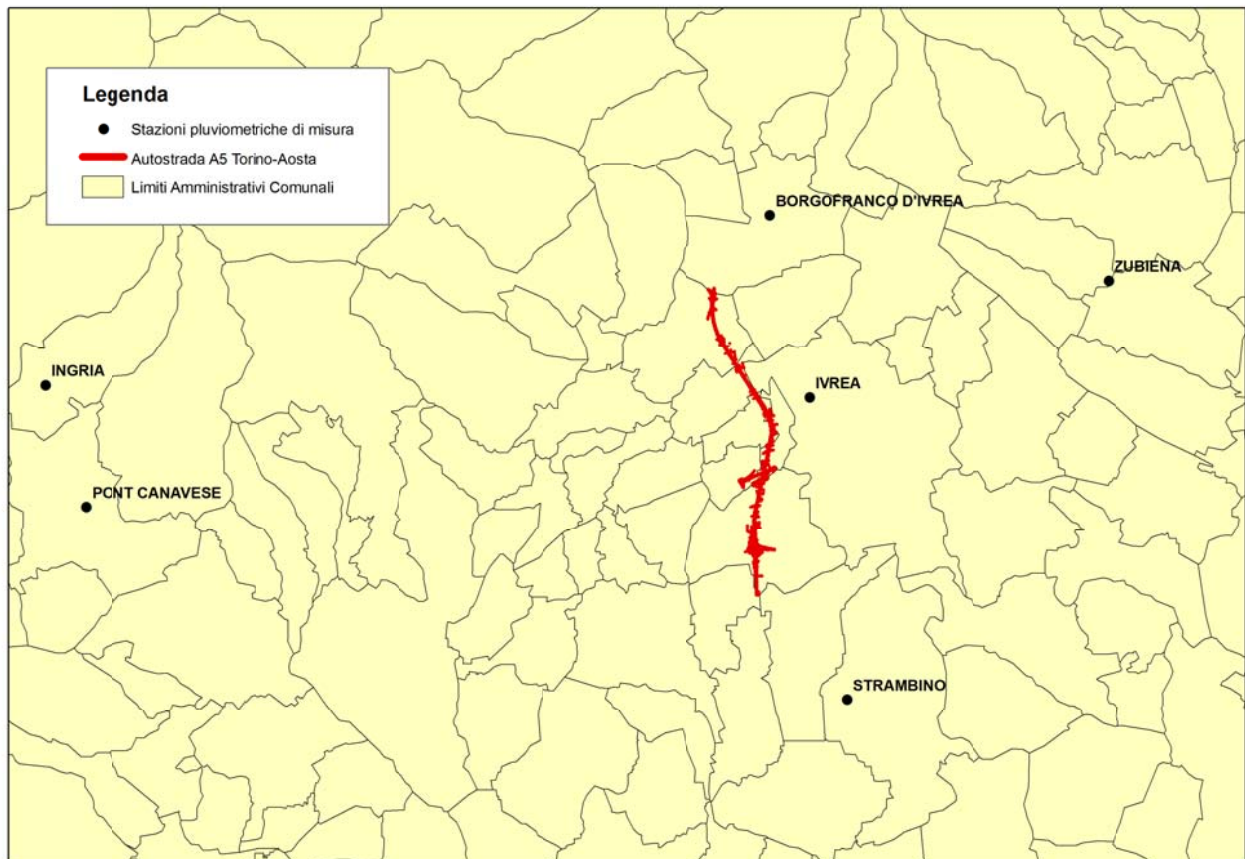 Legenda
Stazioni pluviometriche di misura
Autostrada A5 Torino-Aosta
Limiti Amministrativi Comunali
BORGOFRANCO D'IVREA
ZUBIENA
INGRIA
IVREA
PONT CANAVESE
STRAMBINO